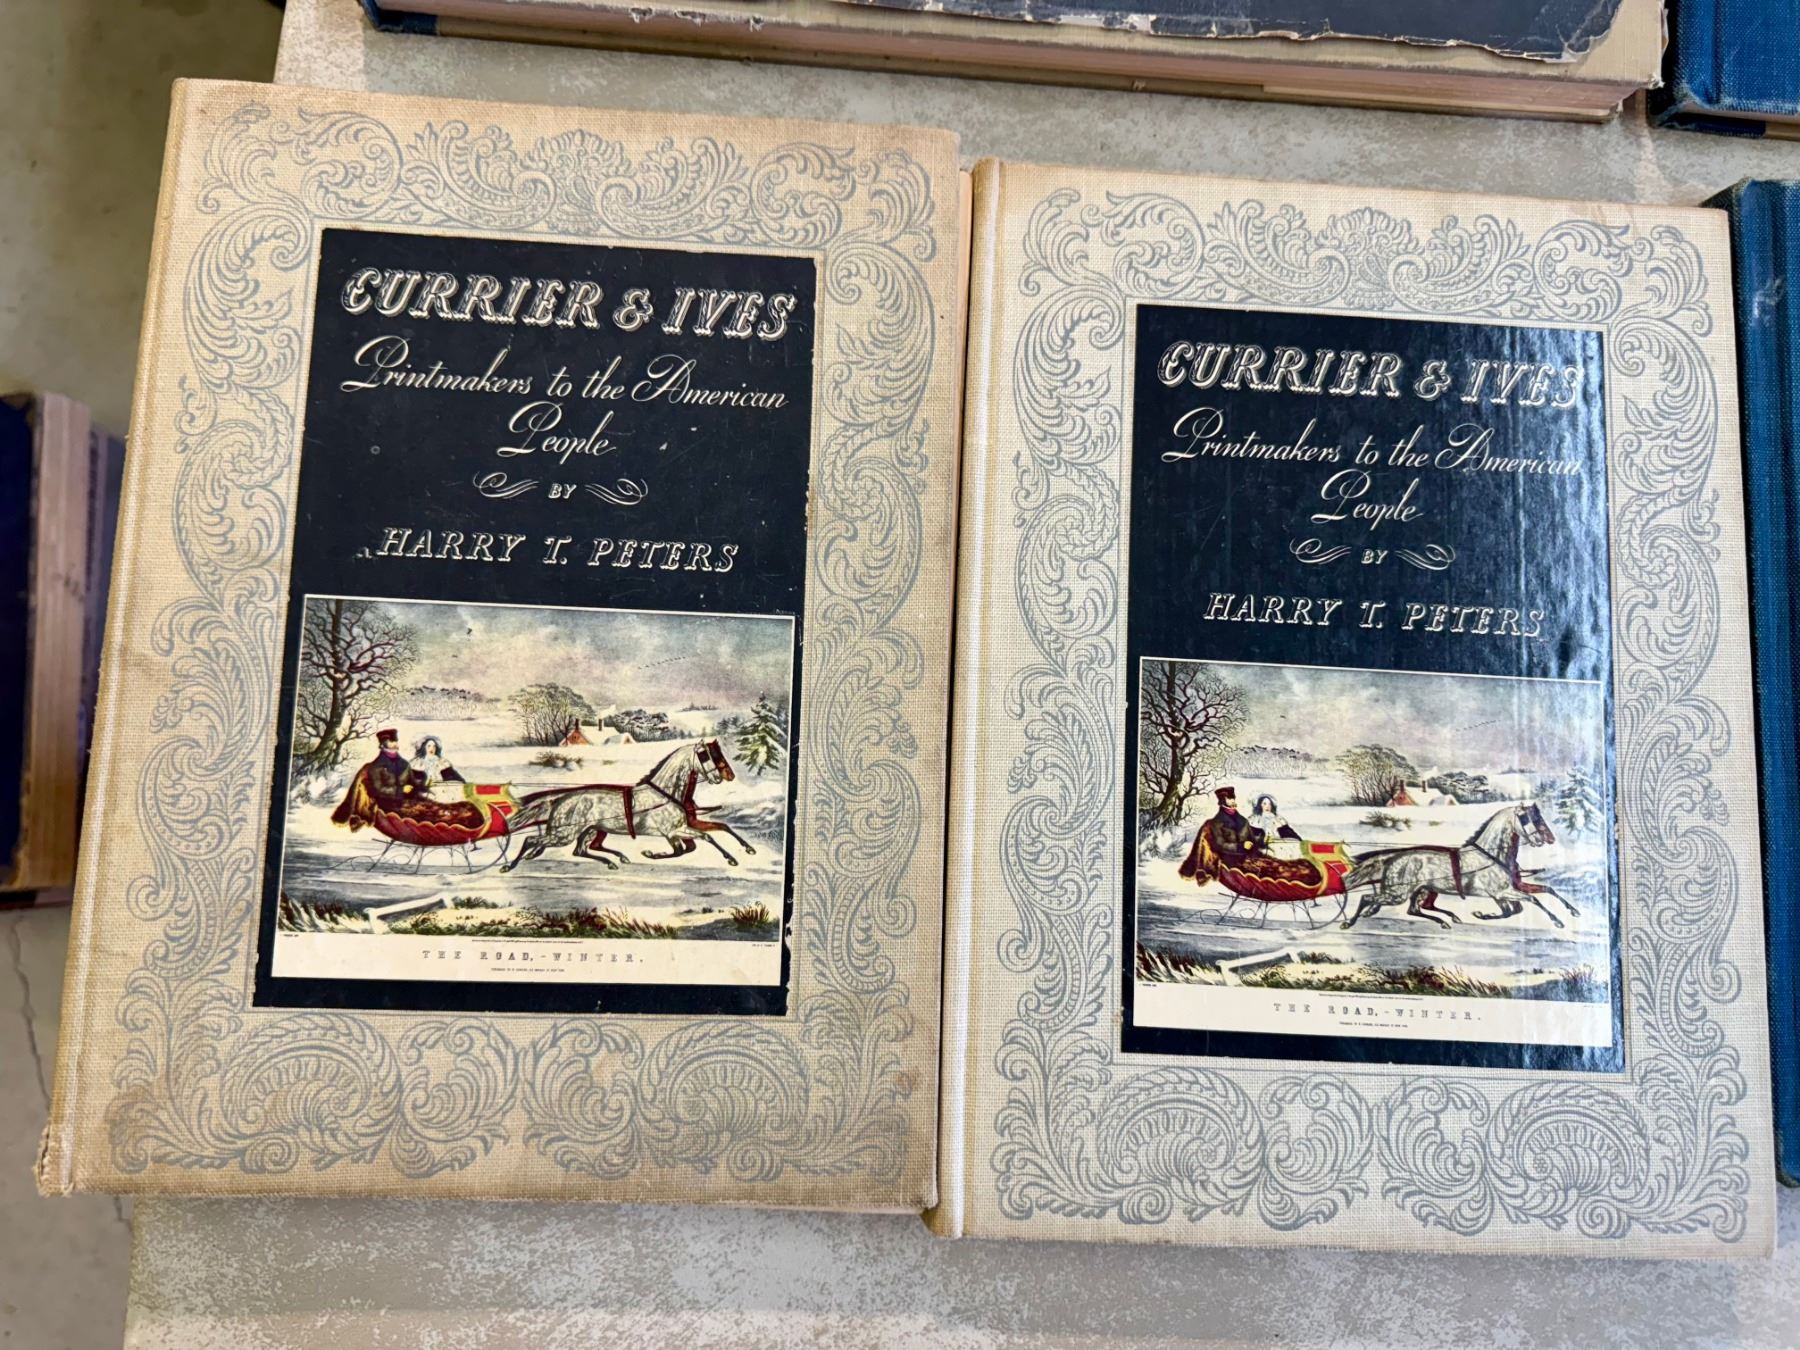 CURRIER & IVES
Printmakers to the American
People
BY
HARRY T. PETERS
THE ROAD, - WINTER.
CURRIER & IVES
Printmakers to the American
People
BY
HARRY T. PETERS
THE ROAD, - WINTER.